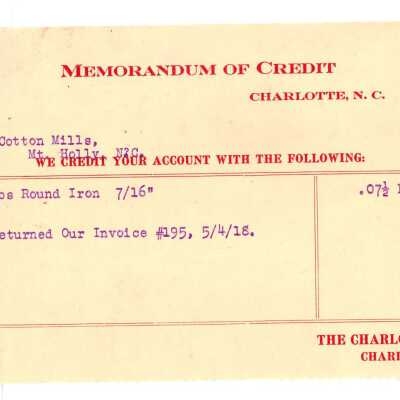 MEMORANDUM OF CREDIT
CHARLOTTE, N. C.
Cotton Mills,
Mt. Holly, N&C.
WE CREDIT YOUR ACCOUNT WITH THE FOLLOWING:
Round Iron 7/16" .07½
eturned Our Invoice #195, 5/4/18.
THE CHARLO
CHAR